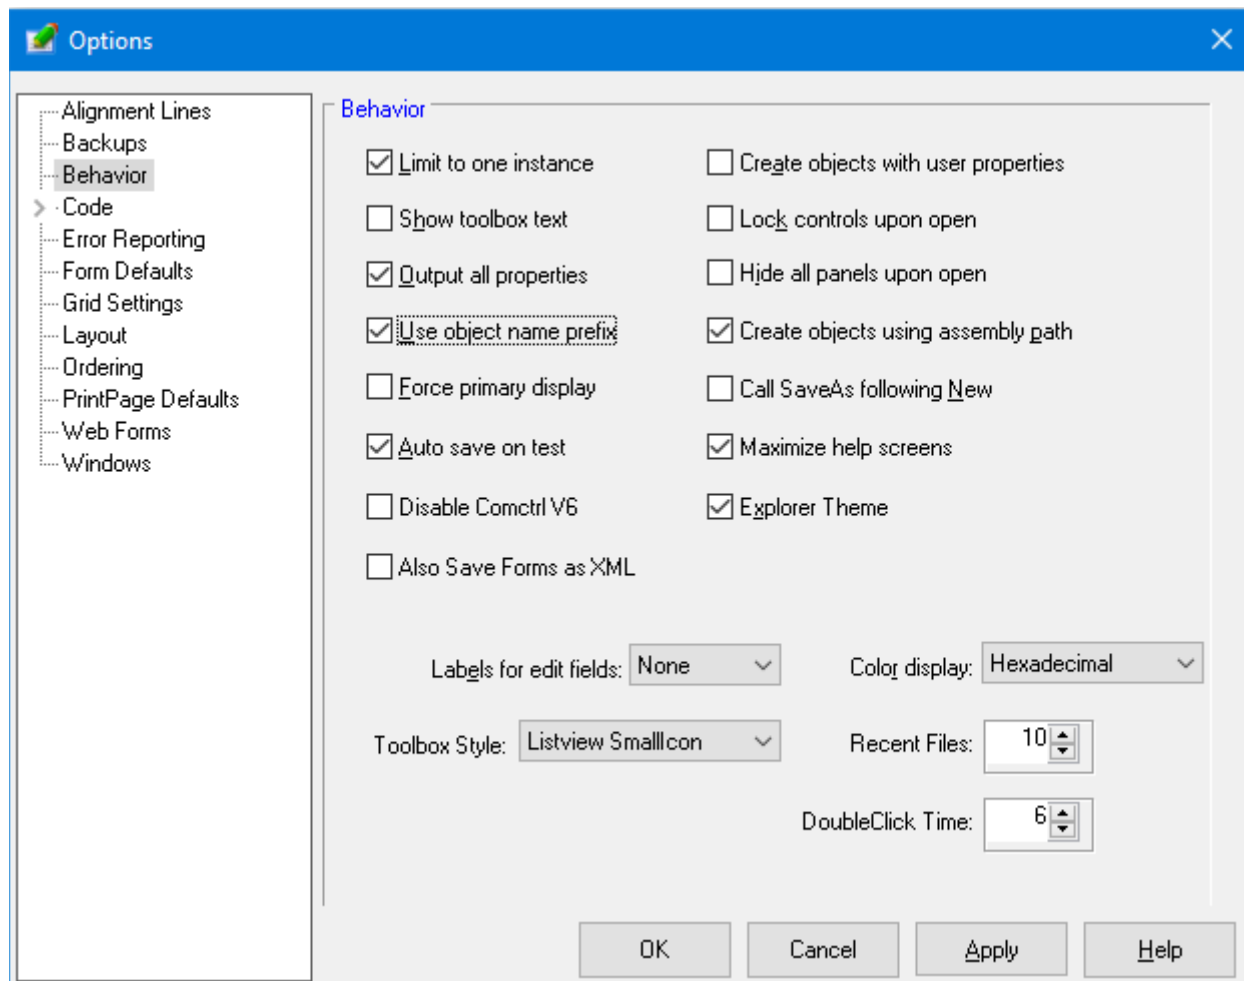 Options
Alignment Lines
Backups
Behavior
Code
Error Reporting
Form Defaults
Grid Settings
Layout
Ordering
PrintPage Defaults
Web Forms
Windows
Behavior
Limit to one instance
Create objects with user properties
Show toolbox text
Lock controls upon open
Output all properties
Hide all panels upon open
Use object name prefix
Create objects using assembly path
Force primary display
Call SaveAs following New
Auto save on test
Maximize help screens
Disable Comctrl V6
Explorer Theme
Also Save Forms as XML
Labels for edit fields: None
Color display: Hexadecimal
Toolbox Style: Listview SmallIcon
Recent Files: 10
DoubleClick Time: 6
OK
Cancel
Apply
Help